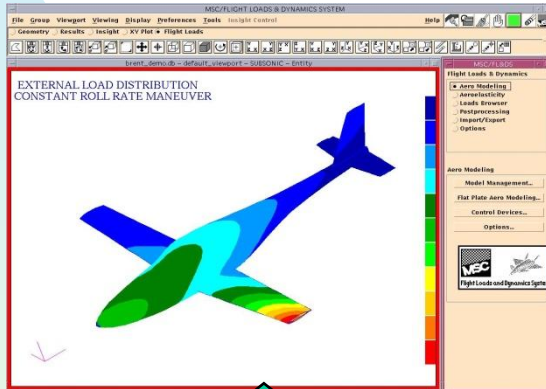 MSC/FLIGHT LOADS & DYNAMICS SYSTEM
File Group Viewport Viewing Display Preferences Tools Insight Control Help
Geometry Results Insight XY Plot Flight Loads
brent_demo.db - default_viewport - SUBSONIC - Entity
MSC/FLDS
Flight Loads & Dynamics
EXTERNAL LOAD DISTRIBUTION
CONSTANT ROLL RATE MANEUVER
Aero Modeling
Aeroelasticity
Loads Browser
Postprocessing
Import/Export
Options
Aero Modeling
Model Management...
Flat Plate Aero Modeling...
Control Devices...
Options...
MSC
Flight Loads and Dynamics System